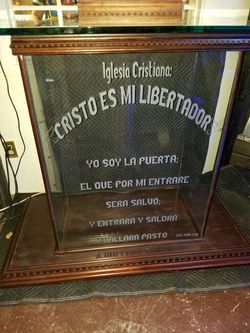 Iglesia Cristiana:
CRISTO ES MI LIBERTADOR
YO SOY LA PUERTA;
EL QUE POR MI ENTRARE
SERA SALVO;
Y ENTRARA Y SALDRA
Y HALLARA PASTO